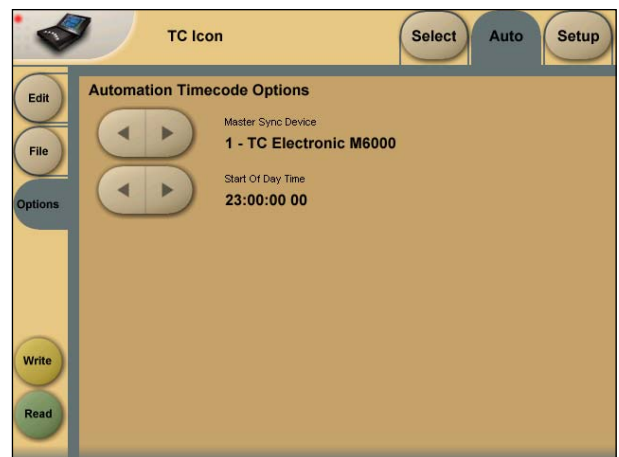 TC Icon
Select
Auto
Setup
Edit
File
Options
Write
Read
Automation Timecode Options
Master Sync Device
1 - TC Electronic M6000
Start Of Day Time
23:00:00 00